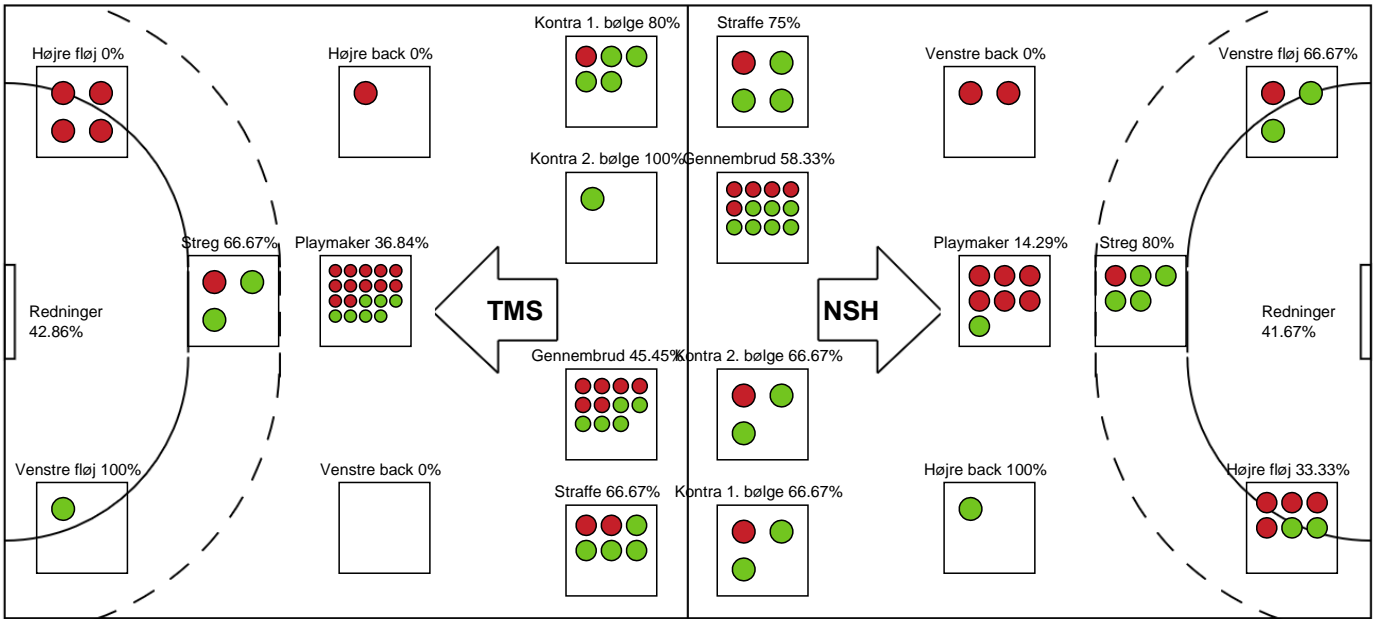 Kontra 1. bølge 80%
Straffe 75%
Højre fløj 0%
Højre back 0%
Venstre back 0%
Venstre fløj 66.67%
Kontra 2. bølge 100%
Gennembrud 58.33%
Streg 66.67%
Playmaker 36.84%
Playmaker 14.29%
Streg 80%
TMS
NSH
Redninger
42.86%
Redninger
41.67%
Gennembrud 45.45%
Kontra 2. bølge 66.67%
Venstre fløj 100%
Venstre back 0%
Højre back 100%
Højre fløj 33.33%
Straffe 66.67%
Kontra 1. bølge 66.67%